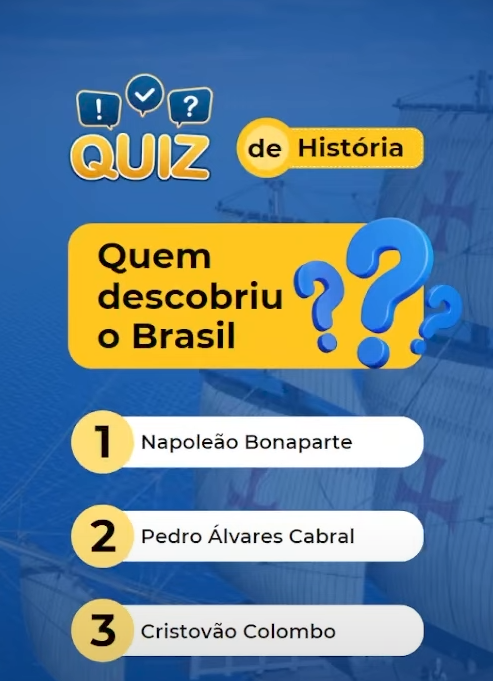 ! ?
QUIZ
de História
Quem
descobriu
o Brasil
???
1 Napoleão Bonaparte
2 Pedro Álvares Cabral
3 Cristovão Colombo